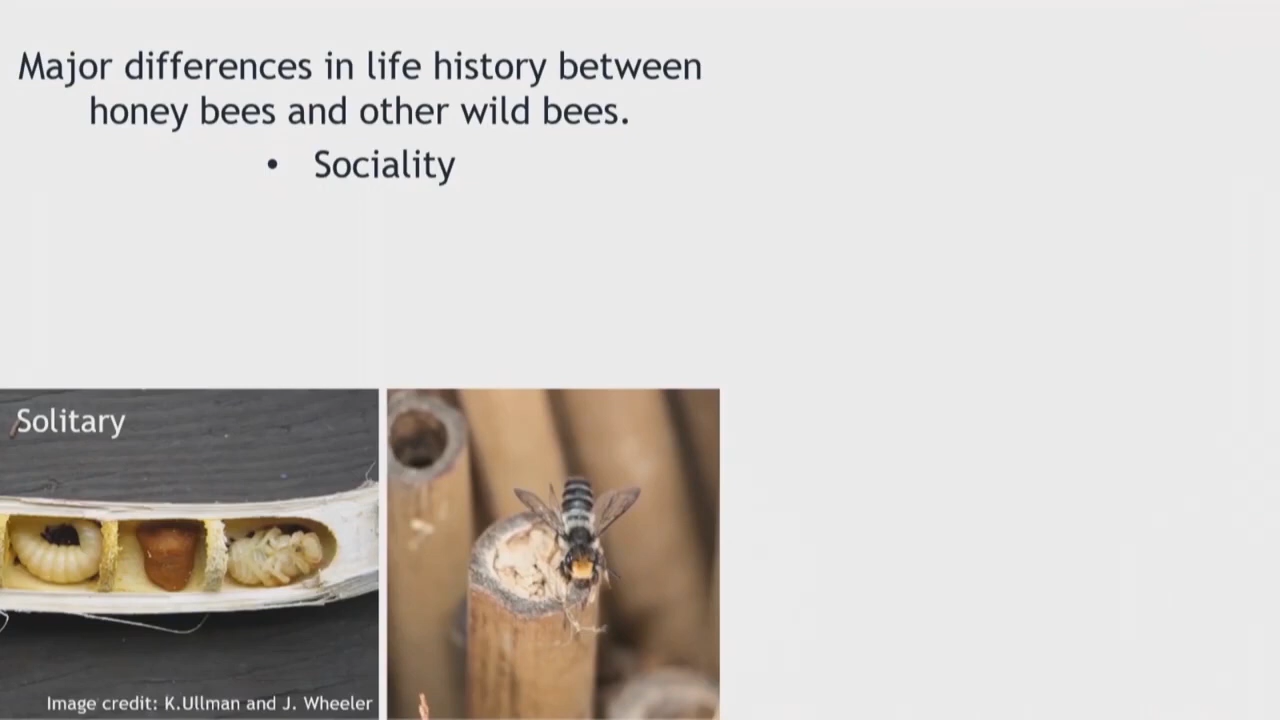 Major differences in life history between
honey bees and other wild bees.
• Sociality
Solitary
Image credit: K.Ullman and J. Wheeler